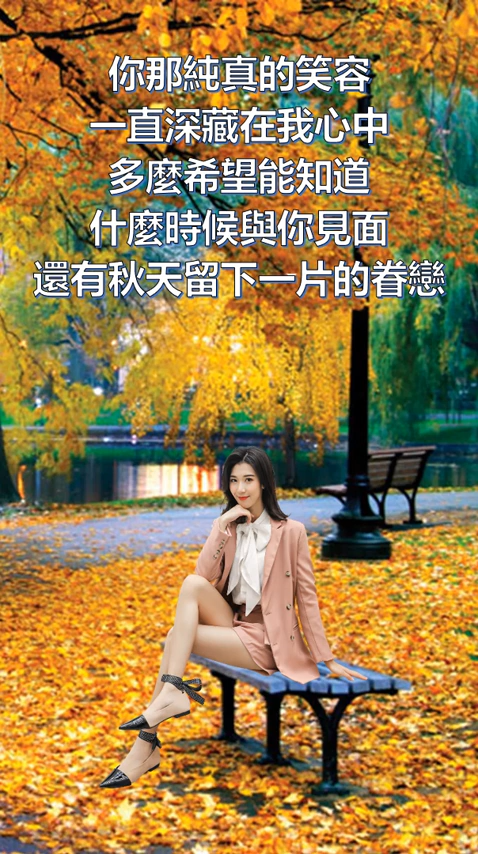 你那純真的笑容
一直深藏在我心中
多麼希望能知道
什麼時候與你見面
還有秋天留下一片的眷戀